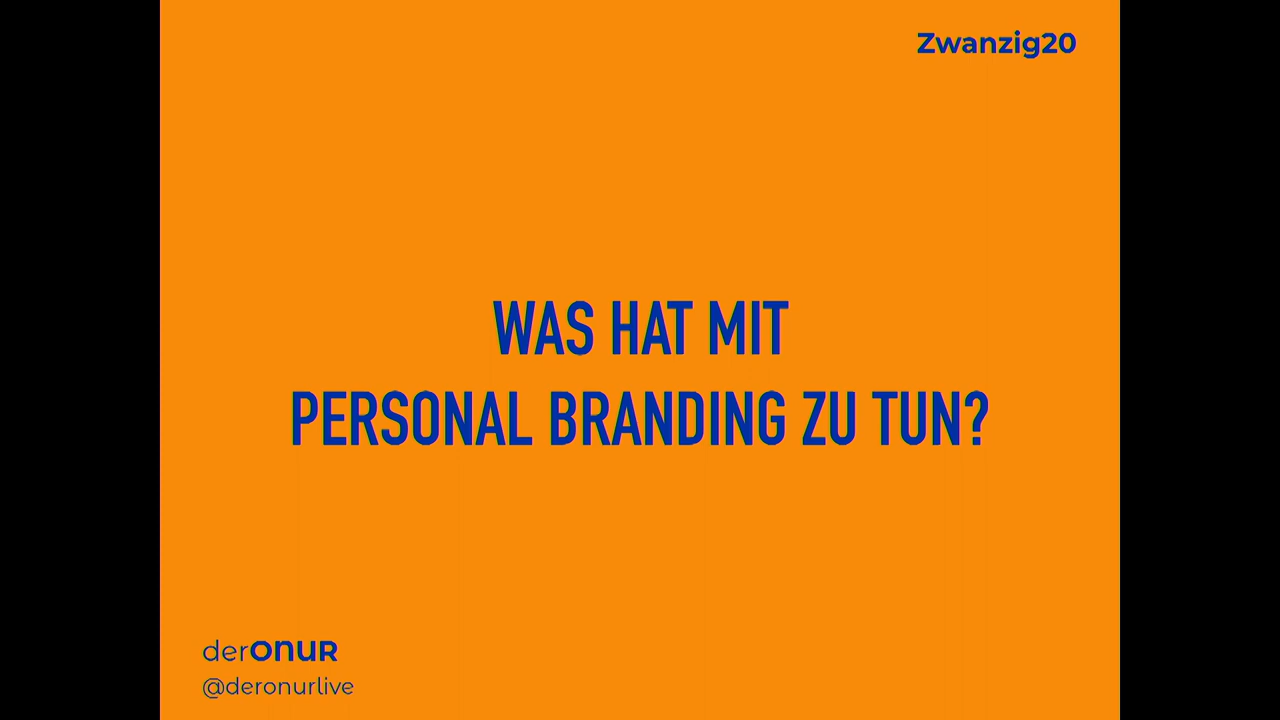 Zwanzig20
WAS HAT MIT
PERSONAL BRANDING ZU TUN?
derONUR
@deronurlive